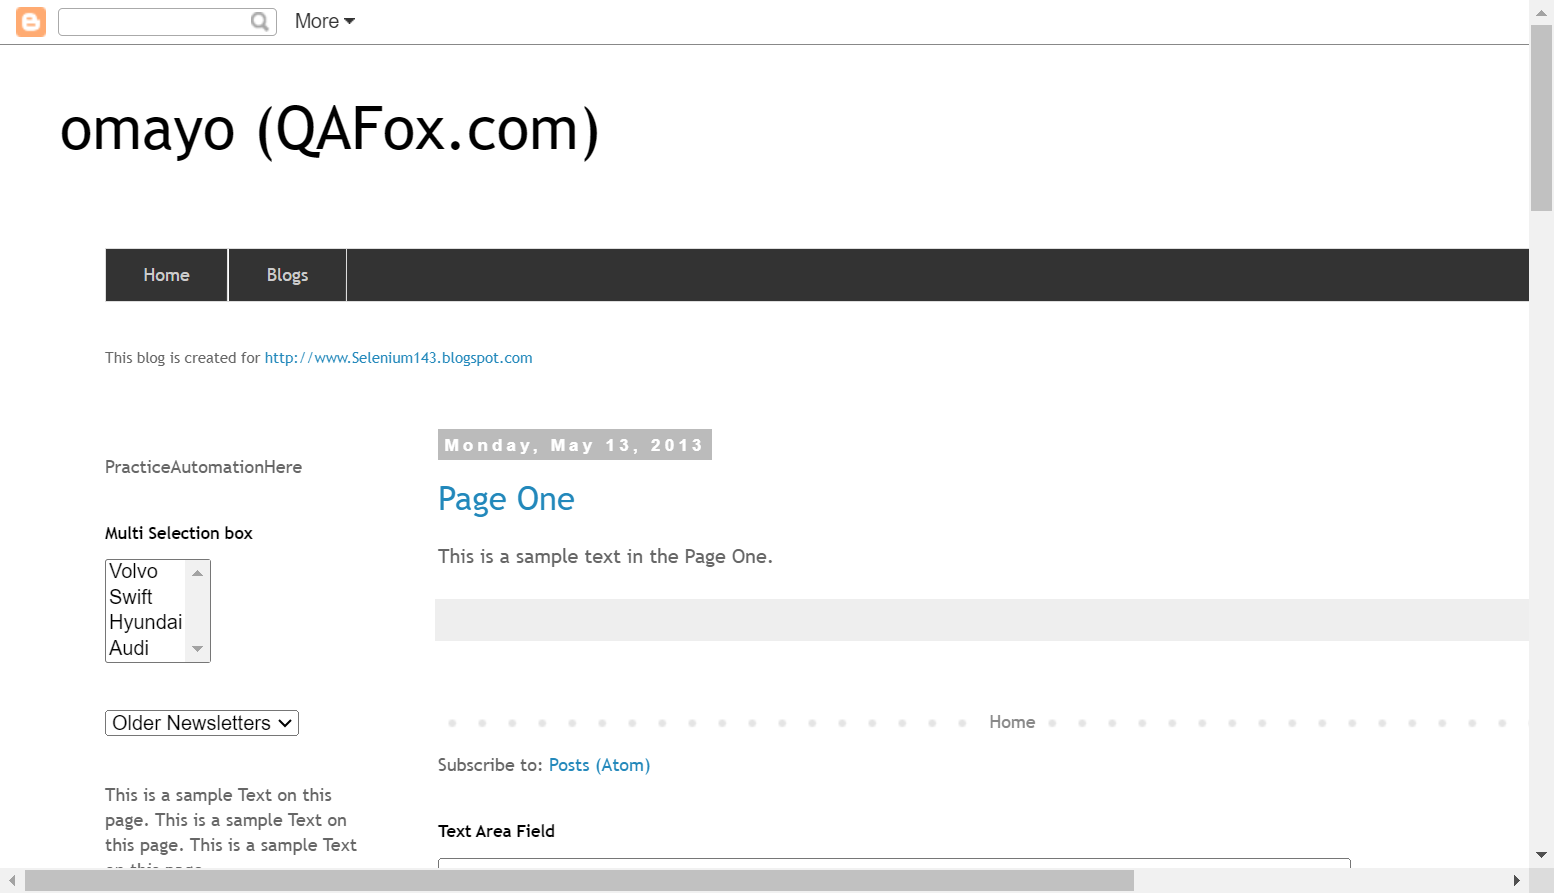 More
omayo (QAFox.com)
Home
Blogs
This blog is created for http://www.Selenium143.blogspot.com
PracticeAutomationHere
Multi Selection box
Volvo
Swift
Hyundai
Audi
Older Newsletters
This is a sample Text on this
page. This is a sample Text on
this page. This is a sample Text
on this page
Monday, May 13, 2013
Page One
This is a sample text in the Page One.
Home
Subscribe to: Posts (Atom)
Text Area Field